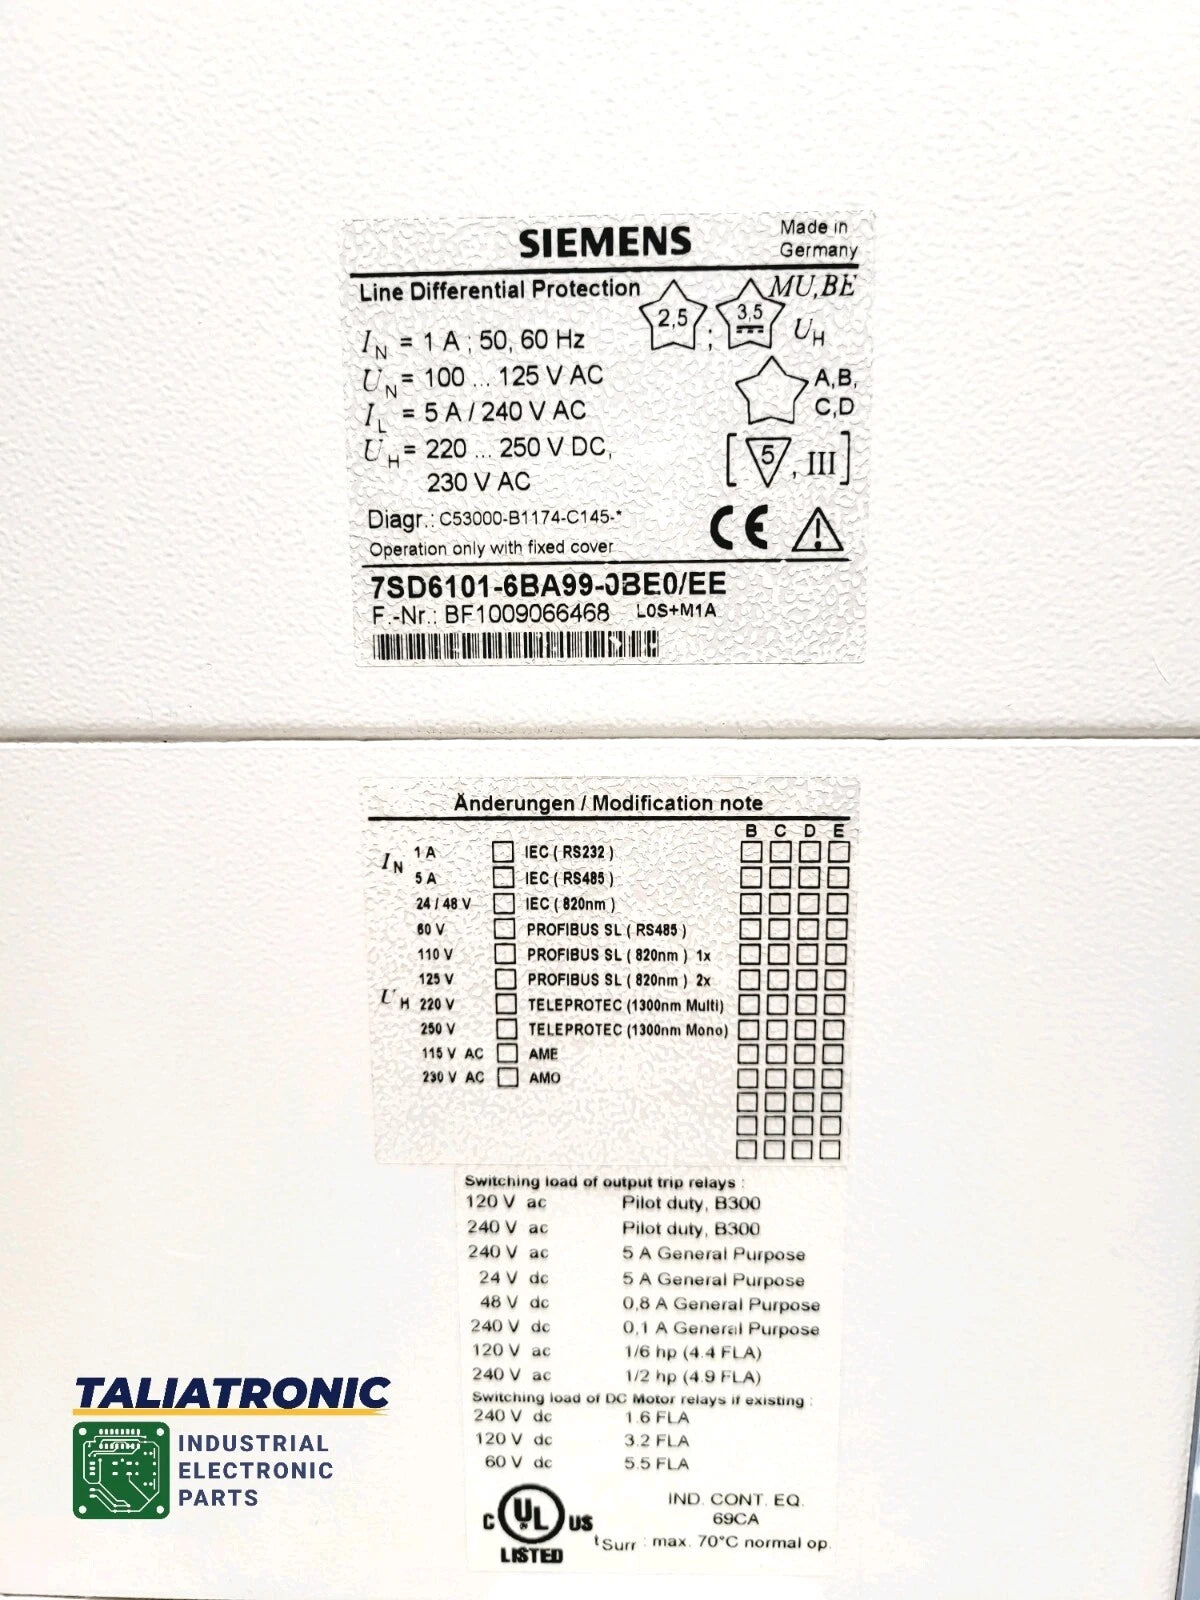 SIEMENS
Made in
Germany
Line Differential Protection
2,5 ; 3,5 MU,BE
UH
IN = 1 A ; 50, 60 Hz
UN = 100 ... 125 V AC
A,B,
C,D
IL = 5 A / 240 V AC
UH = 220 ... 250 V DC,
230 V AC
[ 5 , III ]
Diagr.: C53000-B1174-C145-*
Operation only with fixed cover
CE
7SD6101-6BA99-0BE0/EE
F.-Nr.: BF1009066468 L0S+M1A
Änderungen / Modification note
B C D E
IN 1 A IEC ( RS232 )
5 A IEC ( RS485 )
24 / 48 V IEC ( 820nm )
60 V PROFIBUS SL ( RS485 )
110 V PROFIBUS SL ( 820nm ) 1x
125 V PROFIBUS SL ( 820nm ) 2x
UH 220 V TELEPROTEC (1300nm Multi)
250 V TELEPROTEC (1300nm Mono)
115 V AC AME
230 V AC AMO
Switching load of output trip relays :
120 V ac Pilot duty, B300
240 V ac Pilot duty, B300
240 V ac 5 A General Purpose
24 V dc 5 A General Purpose
48 V dc 0,8 A General Purpose
240 V dc 0,1 A General Purpose
120 V ac 1/6 hp (4.4 FLA)
240 V ac 1/2 hp (4.9 FLA)
Switching load of DC Motor relays if existing :
240 V dc 1.6 FLA
120 V dc 3.2 FLA
60 V dc 5.5 FLA
C UL US
LISTED
IND. CONT. EQ.
69CA
tSurr : max. 70°C normal op.
TALIATRONIC
INDUSTRIAL
ELECTRONIC
PARTS